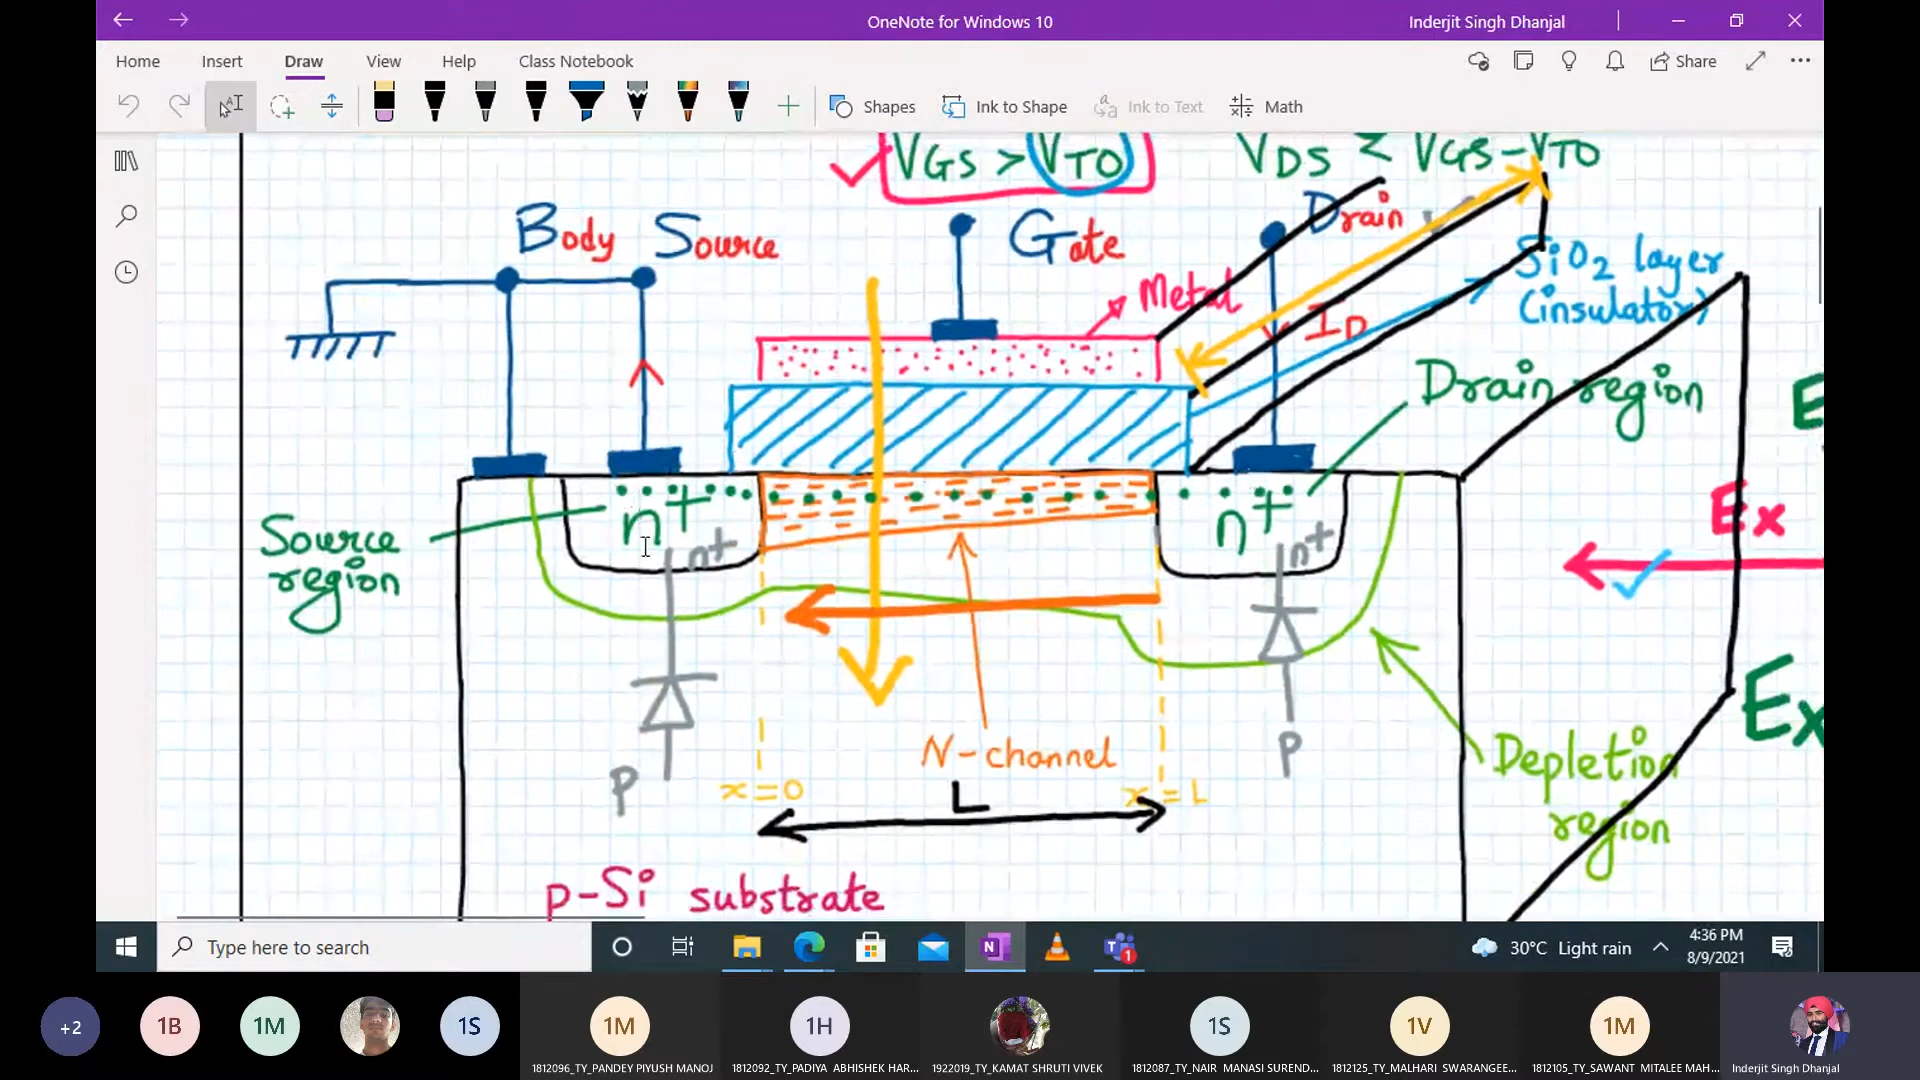 OneNote for Windows 10
Inderjit Singh Dhanjal
Home Insert Draw View Help Class Notebook
Share
Shapes Ink to Shape Ink to Text Math
VGS > VTO
VGS-VTO
VDS
Body Source
Gate
Drain
Metal
SiO2 layer
(insulator)
ID
Drain region
n+
n+
n+
n+
Source
region
Ex
Ex
N-channel
P
P
x=0
L
x=L
Depletion
region
p-Si substrate
Type here to search
30°C Light rain
4:36 PM
8/9/2021
+2
1B
1M
1S
1M
1H
1S
1V
1M
1812096_TY_PANDEY PIYUSH MANOJ
1812092_TY_PADIYA ABHISHEK HAR...
1922019_TY_KAMAT SHRUTI VIVEK
1812087_TY_NAIR MANASI SUREND...
1812125_TY_MALHARI SWARANGEE...
1812105_TY_SAWANT MITALEE MAH...
Inderjit Singh Dhanjal